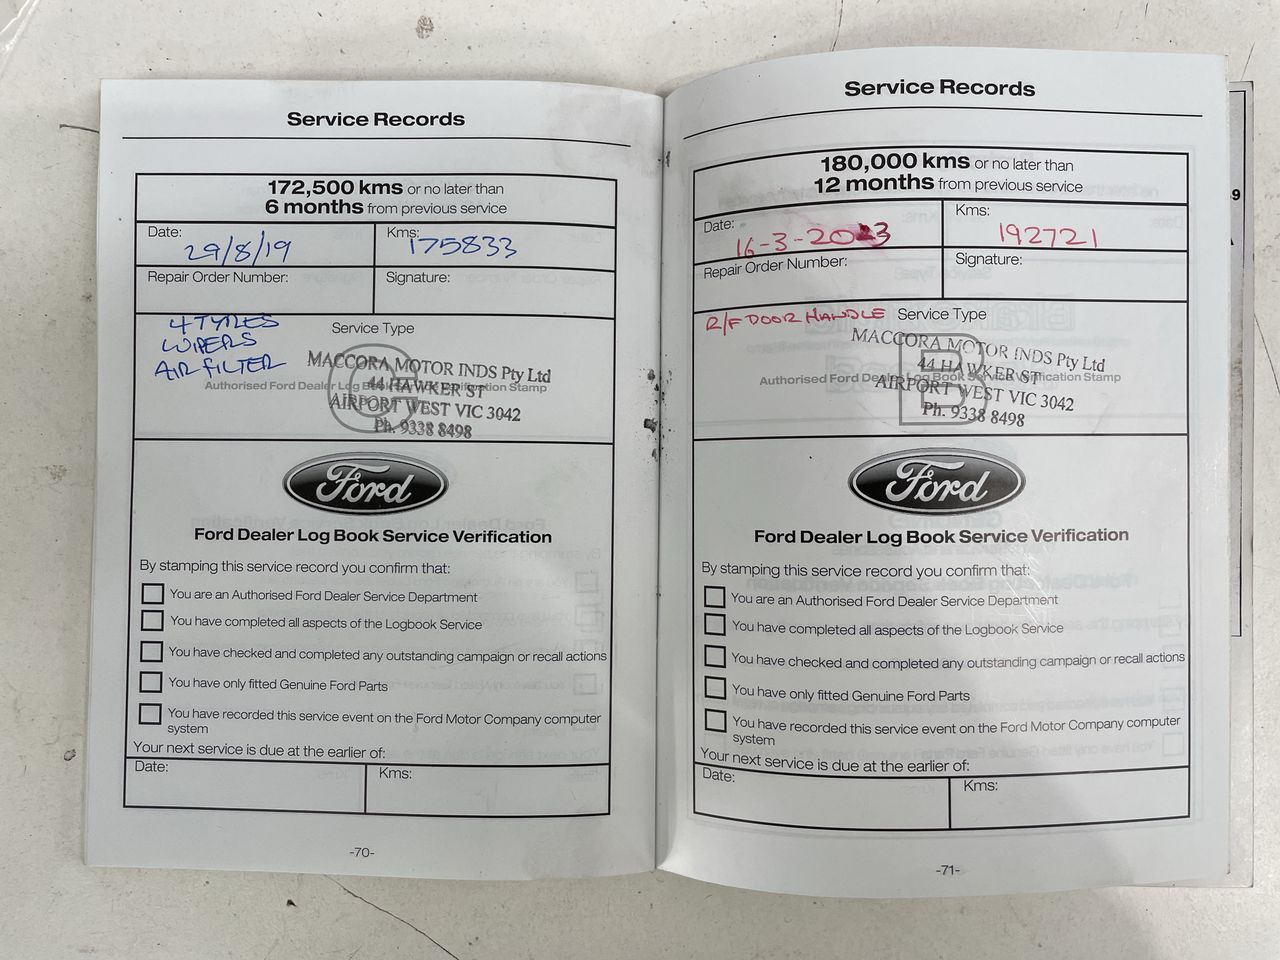 Service Records
172,500 kms or no later than
6 months from previous service
Date:
29/8/19
Kms:
175833
Repair Order Number:
Signature:
4 TYRES
WIPERS
AIR FILTER
Service Type
C
Authorised Ford Dealer Log Book Service Verification Stamp
MACCORA MOTOR INDS Pty Ltd
44 HAWKER ST
AIRPORT WEST VIC 3042
Ph. 9338 8498
Ford
Ford Dealer Log Book Service Verification
By stamping this service record you confirm that:
You are an Authorised Ford Dealer Service Department
You have completed all aspects of the Logbook Service
You have checked and completed any outstanding campaign or recall actions
You have only fitted Genuine Ford Parts
You have recorded this service event on the Ford Motor Company computer
system
Your next service is due at the earlier of:
Date:
Kms:
-70-
Service Records
180,000 kms or no later than
12 months from previous service
Date:
16-3-2023
Kms:
192721
Repair Order Number:
Signature:
R/F DOOR HANDLE
Service Type
B
Authorised Ford Dealer Log Book Service Verification Stamp
MACCORA MOTOR INDS Pty Ltd
44 HAWKER ST
AIRPORT WEST VIC 3042
Ph. 9338 8498
Ford
Ford Dealer Log Book Service Verification
By stamping this service record you confirm that:
You are an Authorised Ford Dealer Service Department
You have completed all aspects of the Logbook Service
You have checked and completed any outstanding campaign or recall actions
You have only fitted Genuine Ford Parts
You have recorded this service event on the Ford Motor Company computer
system
Your next service is due at the earlier of:
Date:
Kms:
-71-